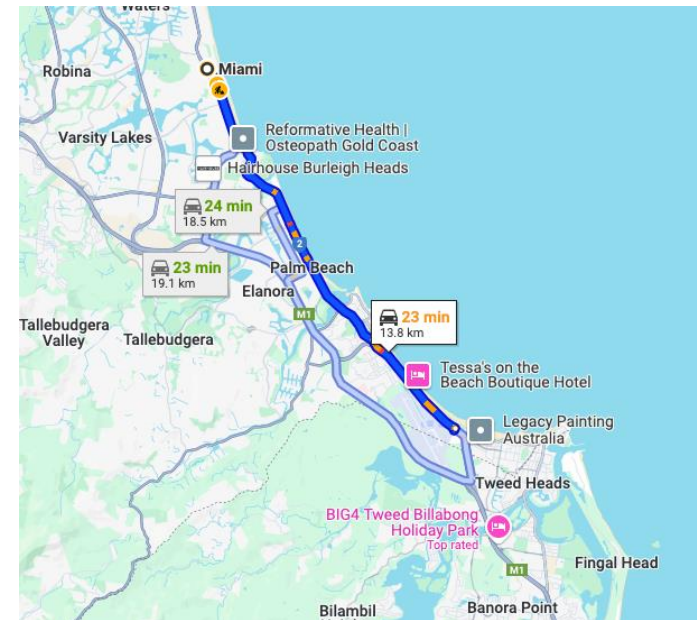 Waters
Robina
Miami
Varsity Lakes
Reformative Health |
Osteopath Gold Coast
Hairhouse Burleigh Heads
24 min
18.5 km
2
23 min
19.1 km
Palm Beach
Elanora
M1
23 min
13.8 km
Tallebudgera
Valley
Tallebudgera
Tessa's on the
Beach Boutique Hotel
Legacy Painting
Australia
Tweed Heads
BIG4 Tweed Billabong
Holiday Park
Top rated
M1
Fingal Head
Bilambil
Banora Point